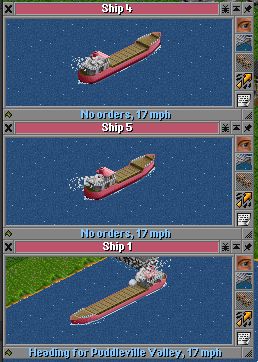 Ship 4
No orders, 17 mph
Ship 5
No orders, 17 mph
Ship 1
Heading for Puddleville Valley, 17 mph